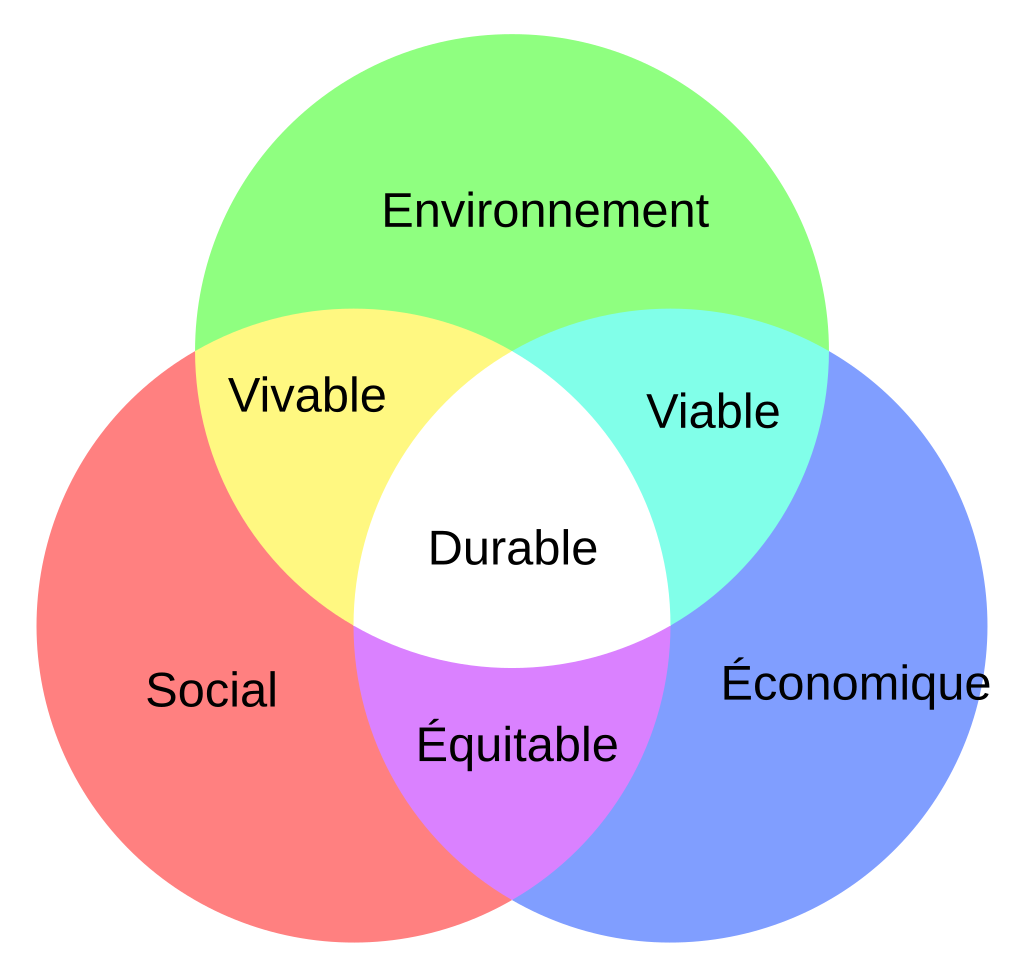 Environnement
Vivable
Viable
Durable
Social
Économique
Équitable